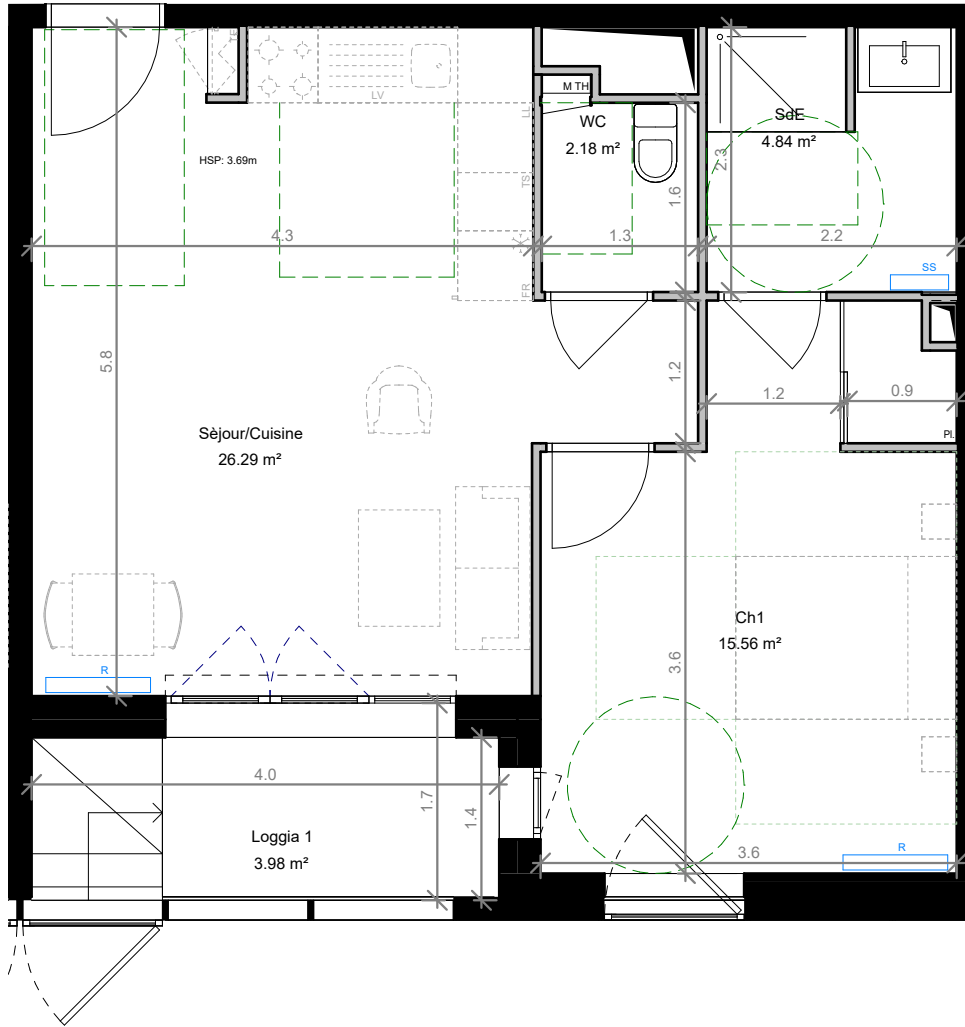 TE
LV
LL
TS
FR
HSP: 3.69m
M TH
WC
2.18 m²
SdE
4.84 m²
2.3
1.6
4.3
1.3
2.2
SS
5.8
1.2
1.2
0.9
Pl.
Sèjour/Cuisine
26.29 m²
Ch1
15.56 m²
3.6
R
4.0
1.7
1.4
Loggia 1
3.98 m²
3.6
R